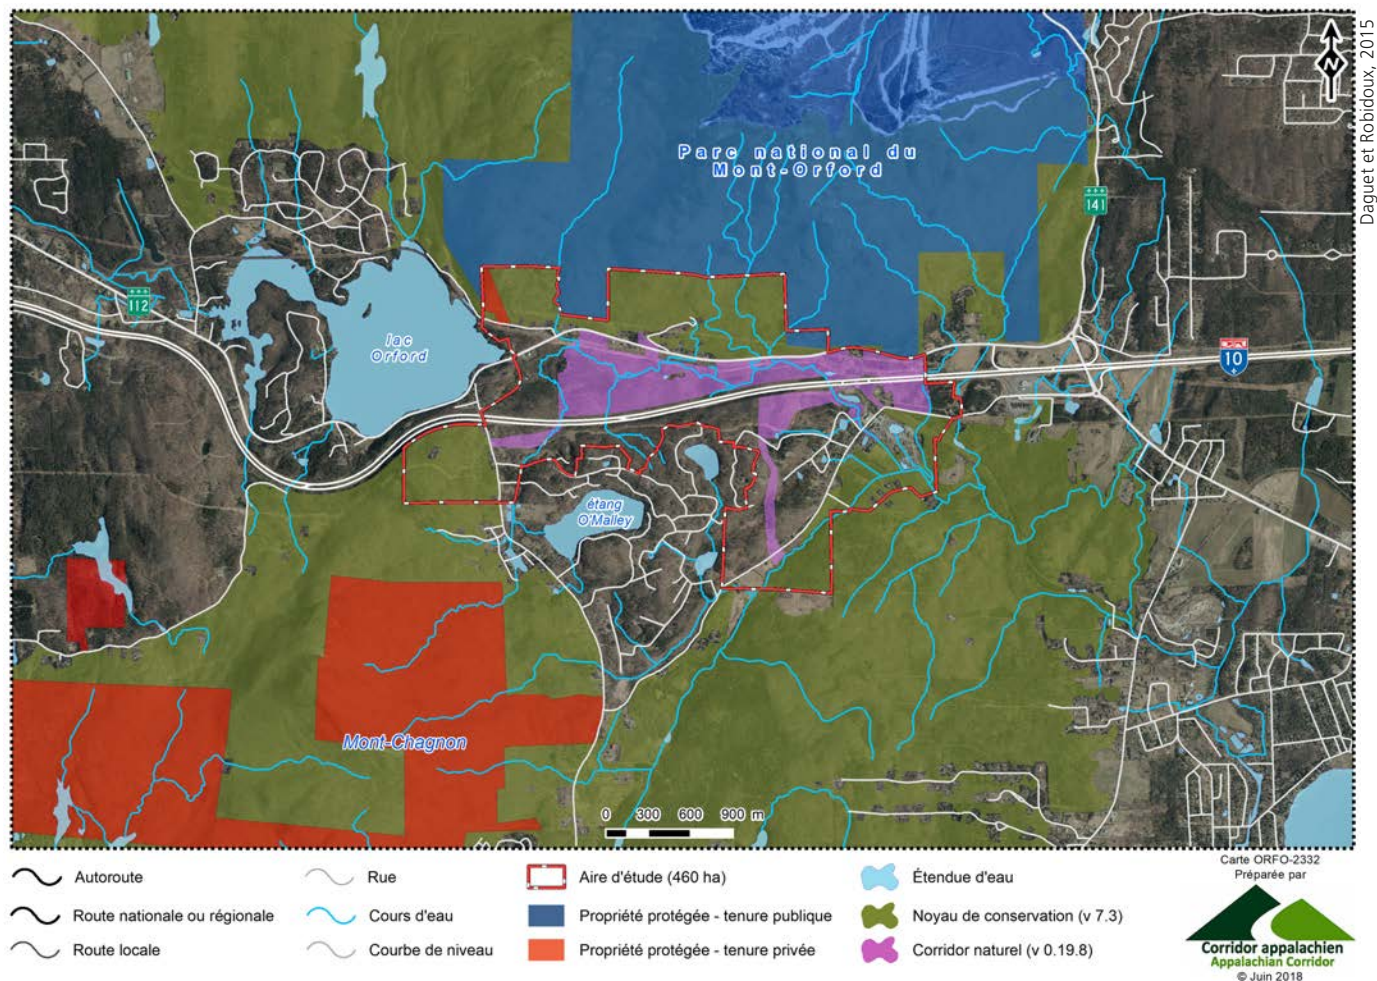 Daguet et Robidoux, 2015
N
Parc national du
Mont-Orford
141
112
lac
Orford
10
étang
O'Malley
Mont-Chagnon
0 300 600 900 m
Autoroute
Route nationale ou régionale
Route locale
Rue
Cours d'eau
Courbe de niveau
Aire d'étude (460 ha)
Propriété protégée - tenure publique
Propriété protégée - tenure privée
Étendue d'eau
Noyau de conservation (v 7.3)
Corridor naturel (v 0.19.8)
Carte ORFO-2332
Préparée par
Corridor appalachien
Appalachian Corridor
© Juin 2018